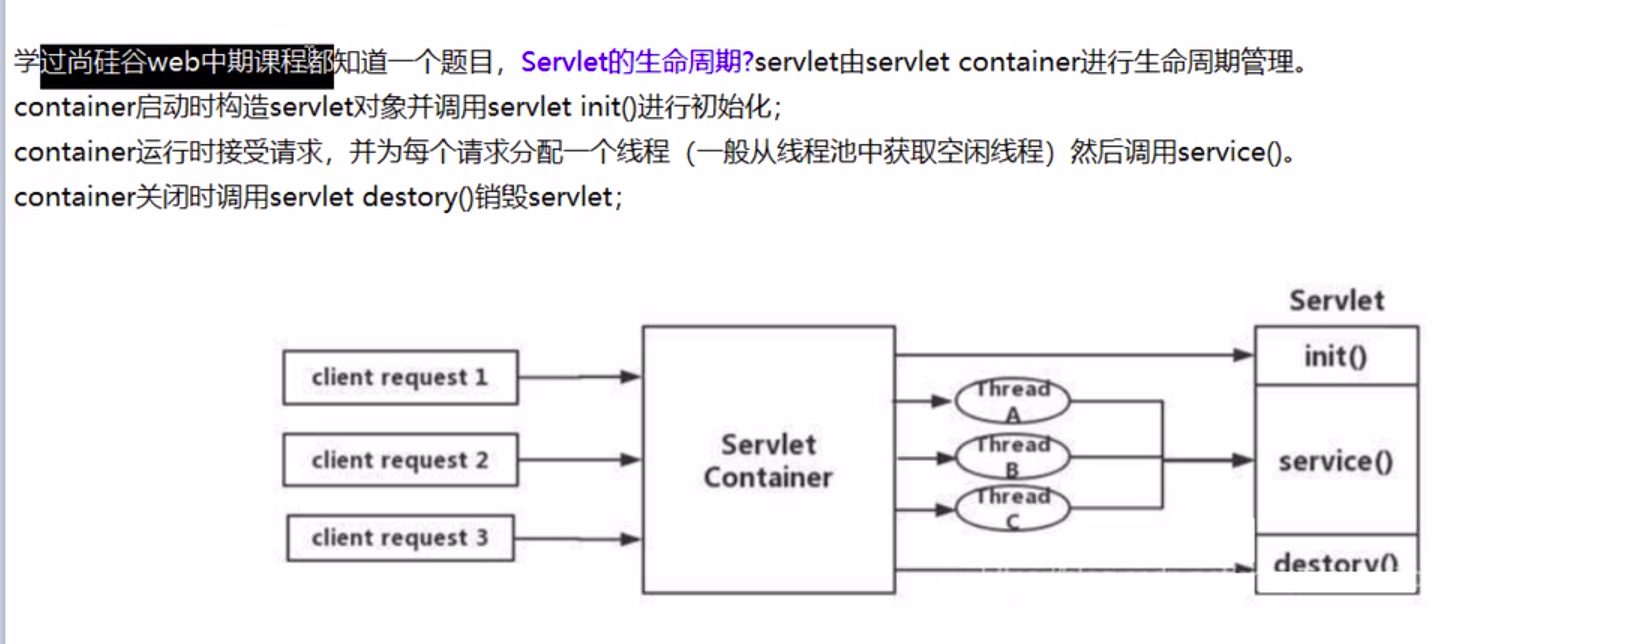 学过尚硅谷web中期课程都知道一个题目，Servlet的生命周期?servlet由servlet container进行生命周期管理。
container启动时构造servlet对象并调用servlet init()进行初始化；
container运行时接受请求，并为每个请求分配一个线程（一般从线程池中获取空闲线程）然后调用service()。
container关闭时调用servlet destory()销毁servlet；
Servlet
client request 1
client request 2
client request 3
Servlet
Container
Thread
A
Thread
B
Thread
C
init()
service()
destory()